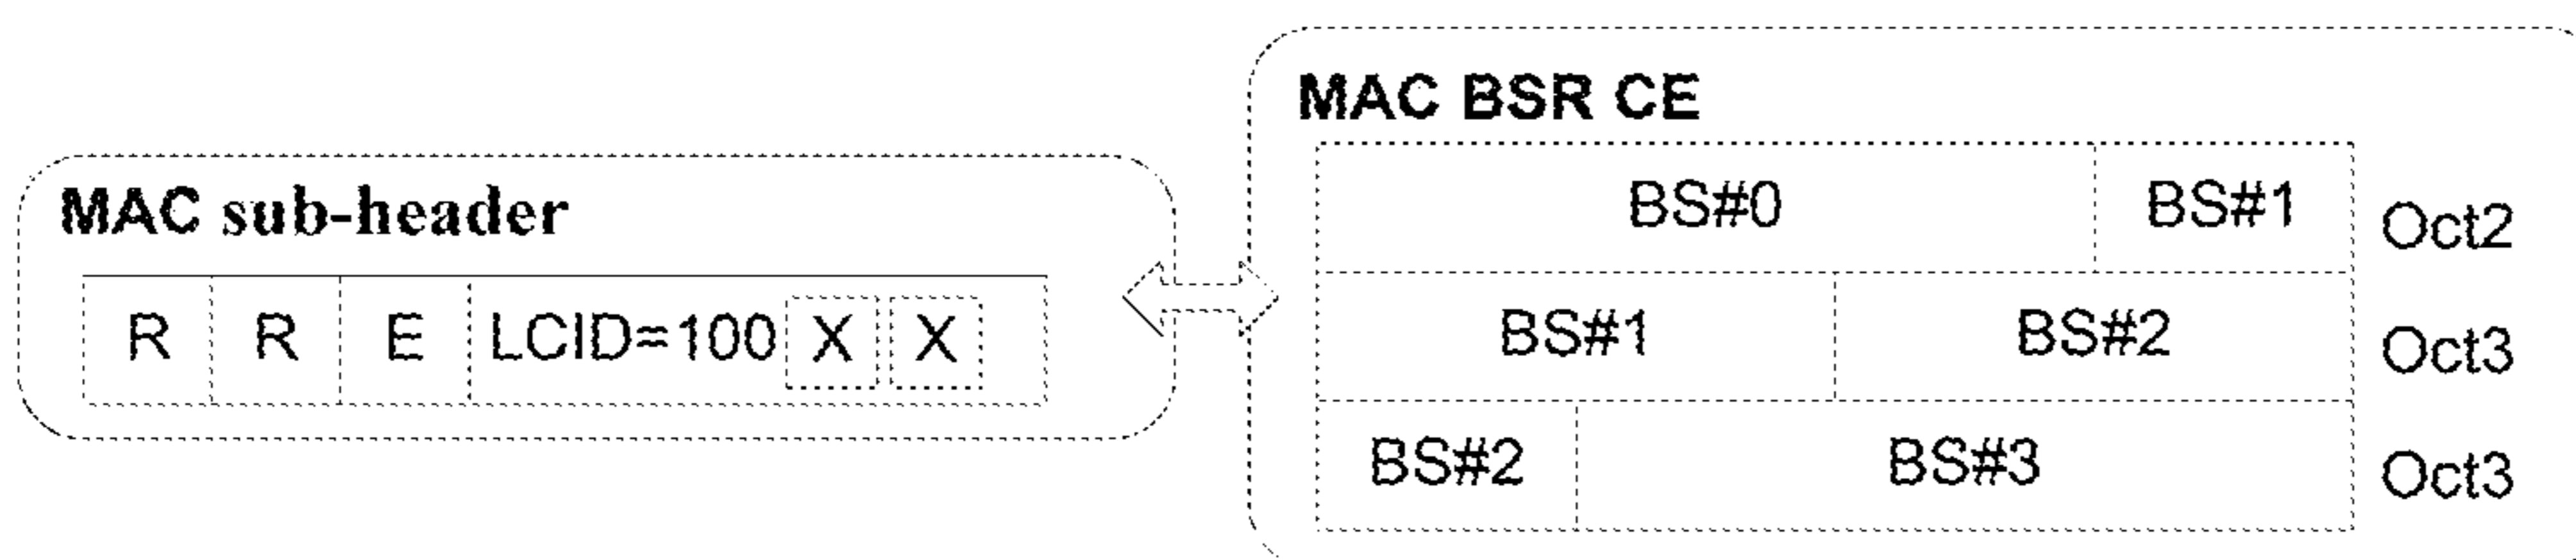 MAC BSR CE
MAC sub-header
BS#0 BS#1 Oct2
R R E LCID=100 X X
BS#1 BS#2 Oct3
BS#2 BS#3 Oct3